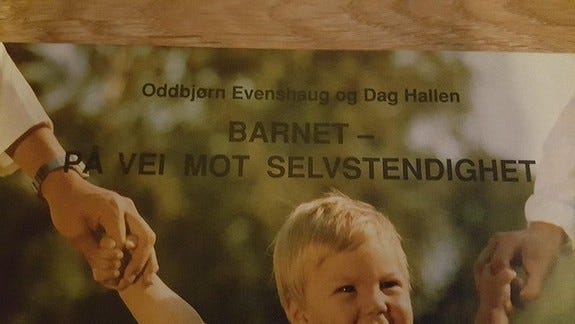 Oddbjørn Evenshaug og Dag Hallen
BARNET –
PÅ VEI MOT SELVSTENDIGHET